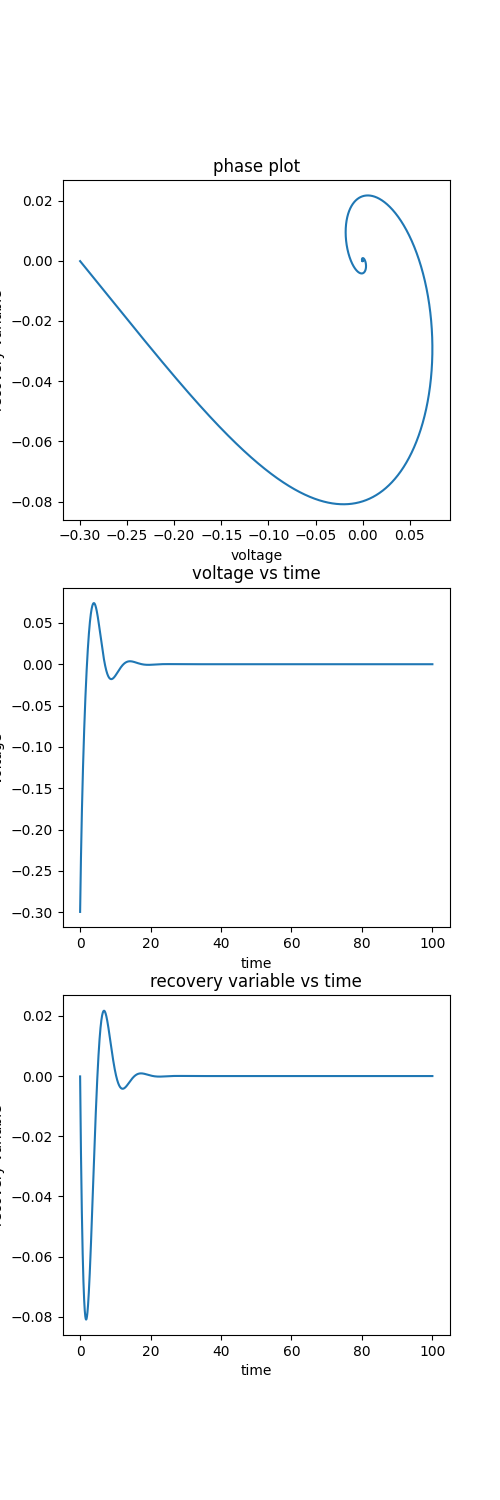 phase plot
0.02
0.00
−0.02
−0.04
−0.06
−0.08
−0.30 −0.25 −0.20 −0.15 −0.10 −0.05 0.00 0.05
voltage
voltage vs time
0.05
0.00
−0.05
−0.10
−0.15
−0.20
−0.25
−0.30
0 20 40 60 80 100
time
recovery variable vs time
0.02
0.00
−0.02
−0.04
−0.06
−0.08
0 20 40 60 80 100
time